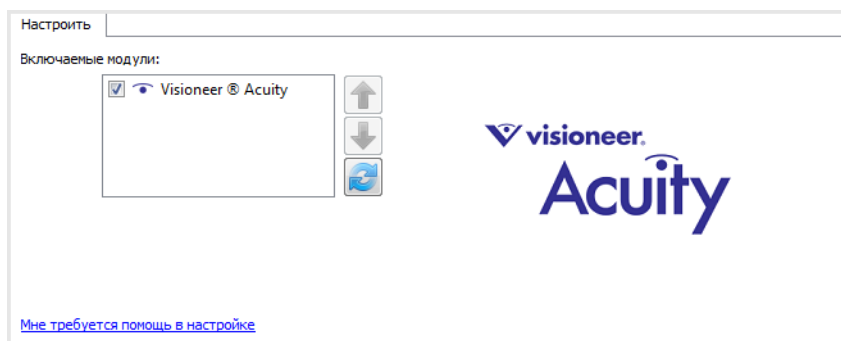 Настроить
Включаемые модули:
Visioneer ® Acuity
visioneer.
Acuity
Мне требуется помощь в настройке